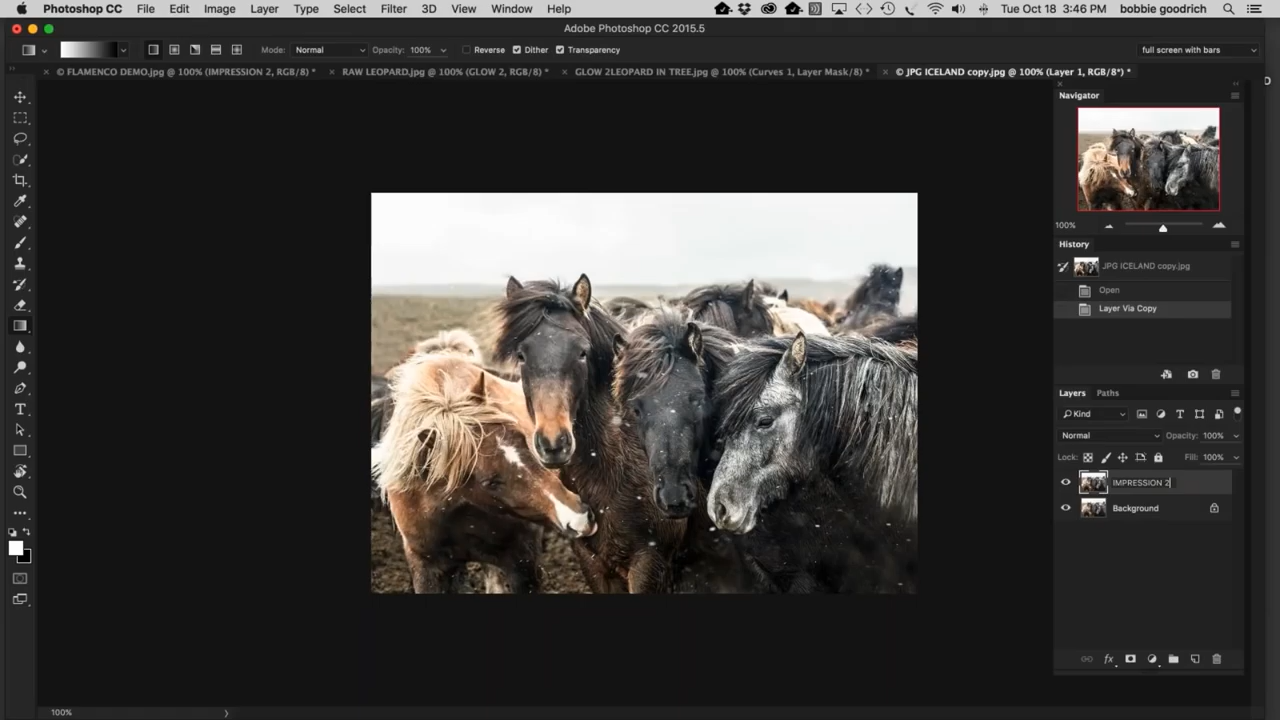 Photoshop CC File Edit Image Layer Type Select Filter 3D View Window Help Tue Oct 18 3:46 PM bobbie goodrich
Adobe Photoshop CC 2015.5
Mode: Normal Opacity: 100% Reverse Dither Transparency full screen with bars
© FLAMENCO DEMO.jpg @ 100% (IMPRESSION 2, RGB/8) * RAW LEOPARD.jpg @ 100% (GLOW 2, RGB/8) * GLOW 2LEOPARD IN TREE.jpg @ 100% (Curves 1, Layer Mask/8) * © JPG ICELAND copy.jpg @ 100% (Layer 1, RGB/8*) *
Navigator
100%
History
JPG ICELAND copy.jpg
Open
Layer Via Copy
Layers Paths
Kind
Normal Opacity: 100%
Lock: Fill: 100%
IMPRESSION 2
Background
fx
100%